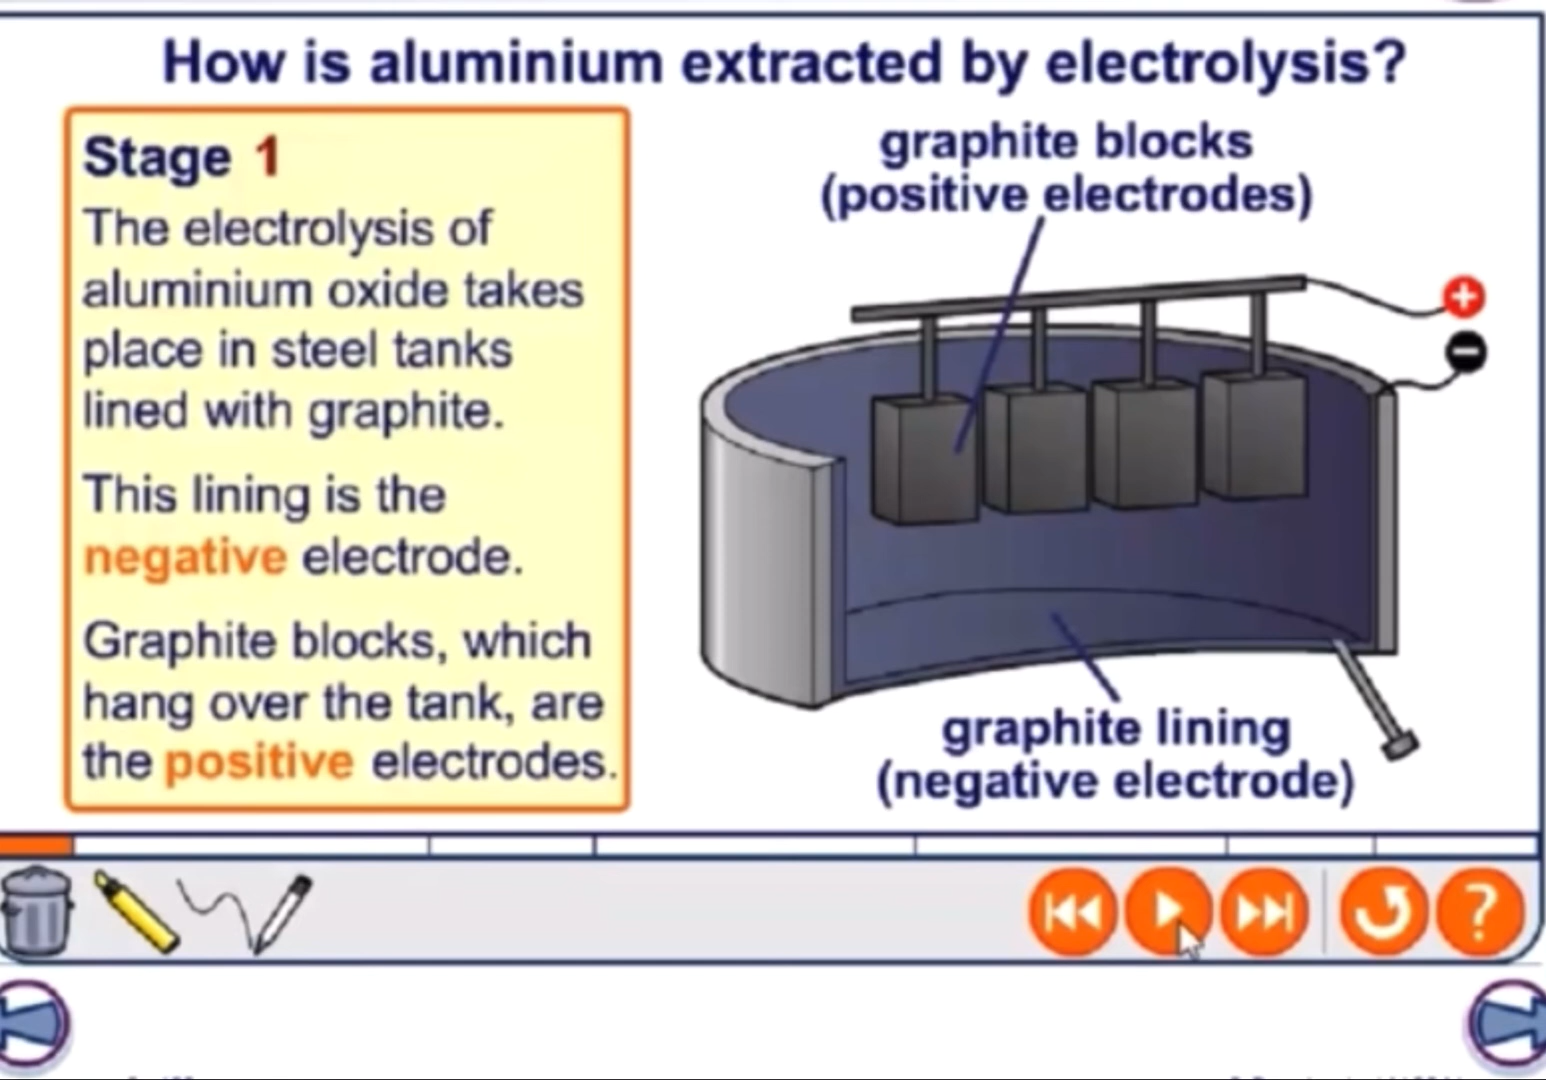 How is aluminium extracted by electrolysis?
Stage 1
The electrolysis of
aluminium oxide takes
place in steel tanks
lined with graphite.
This lining is the
negative electrode.
Graphite blocks, which
hang over the tank, are
the positive electrodes.
graphite blocks
(positive electrodes)
+
−
graphite lining
(negative electrode)
?